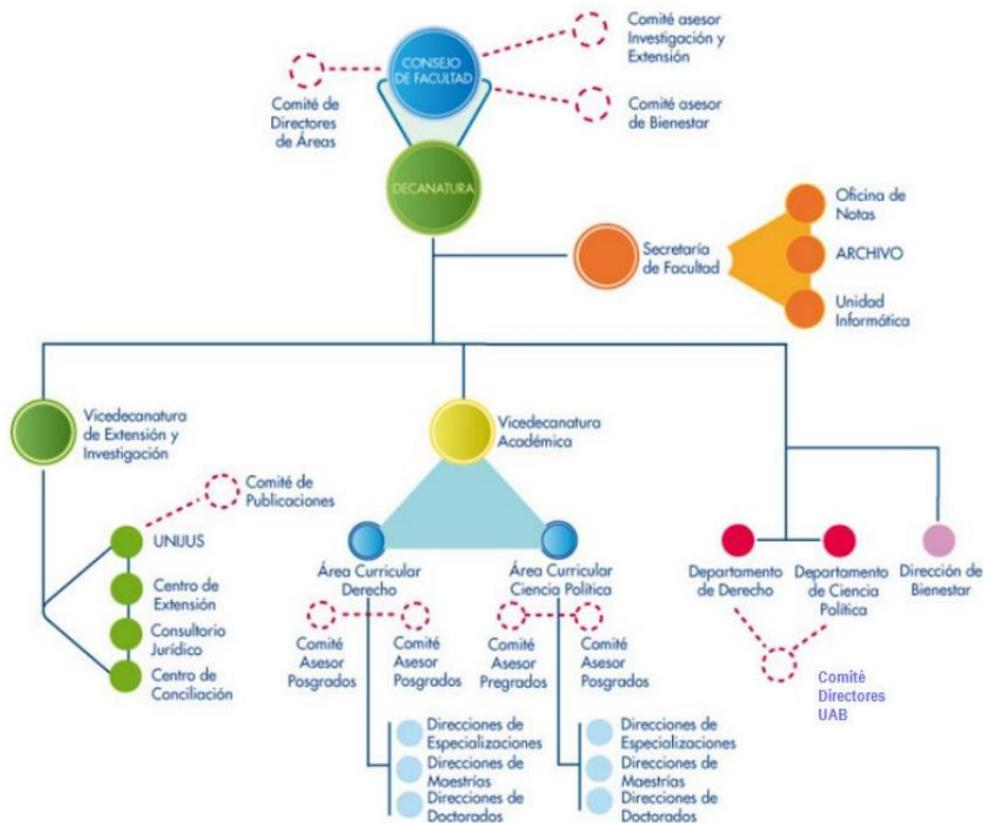 Comité asesor
Investigación y
Extensión
CONSEJO
DE FACULTAD
Comité de
Directores
de Áreas
Comité asesor
de Bienestar
DECANATURA
Oficina de
Notas
Secretaría
de Facultad
ARCHIVO
Unidad
Informática
Vicedecanatura
de Extensión y
Investigación
Vicedecanatura
Académica
Comité de
Publicaciones
UNIJUS
Centro de
Extensión
Consultorio
Jurídico
Centro de
Conciliación
Área Curricular
Derecho
Área Curricular
Ciencia Política
Comité
Asesor
Posgrados
Comité
Asesor
Posgrados
Comité
Asesor
Pregrados
Comité
Asesor
Posgrados
Direcciones de
Especializaciones
Direcciones de
Maestrías
Direcciones de
Doctorados
Direcciones de
Especializaciones
Direcciones de
Maestrías
Direcciones de
Doctorados
Departamento
de Derecho
Departamento
de Ciencia
Política
Dirección de
Bienestar
Comité
Directores
UAB